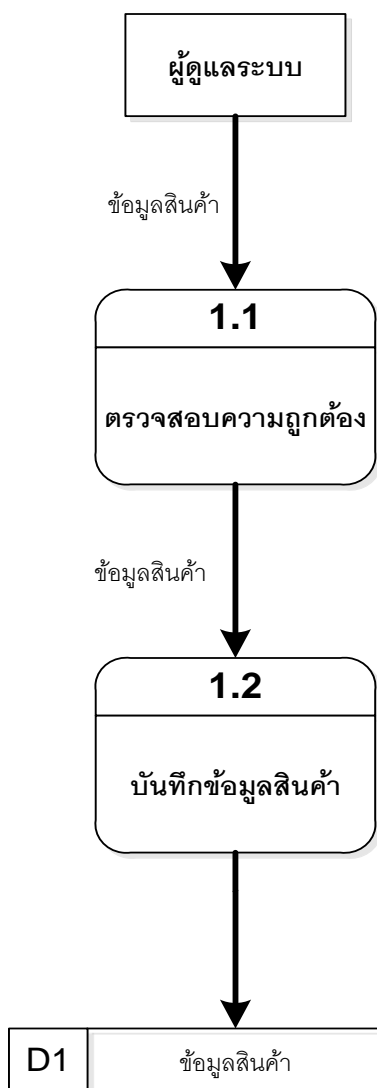 ผู้ดูแลระบบ
ข้อมูลสินค้า
1.1
ตรวจสอบความถูกต้อง
ข้อมูลสินค้า
1.2
บันทึกข้อมูลสินค้า
D1 ข้อมูลสินค้า